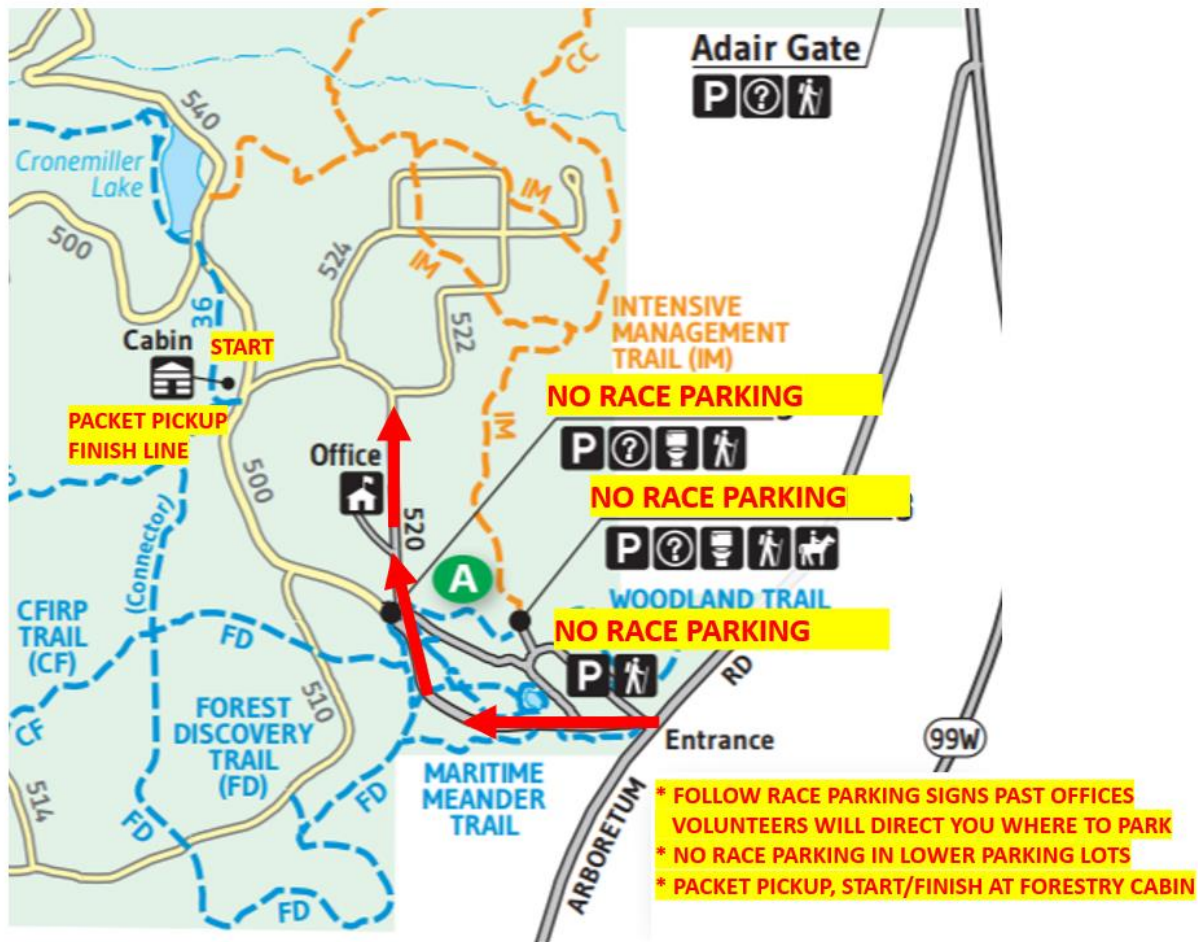 Adair Gate
P ?
CC
540
Cronemiller
Lake
500
IM
524
IM
36
522
INTENSIVE
MANAGEMENT
TRAIL (IM)
Cabin
START
NO RACE PARKING
PACKET PICKUP
FINISH LINE
IM
P ?
Office
500
NO RACE PARKING
520
P ?
(Connector)
A
WOODLAND TRAIL
CFIRP
TRAIL
(CF)
FD
NO RACE PARKING
P
RD
510
FOREST
DISCOVERY
TRAIL
(FD)
CF
Entrance
99W
MARITIME
MEANDER
TRAIL
514
FD
FD
ARBORETUM
* FOLLOW RACE PARKING SIGNS PAST OFFICES
VOLUNTEERS WILL DIRECT YOU WHERE TO PARK
* NO RACE PARKING IN LOWER PARKING LOTS
* PACKET PICKUP, START/FINISH AT FORESTRY CABIN
FD